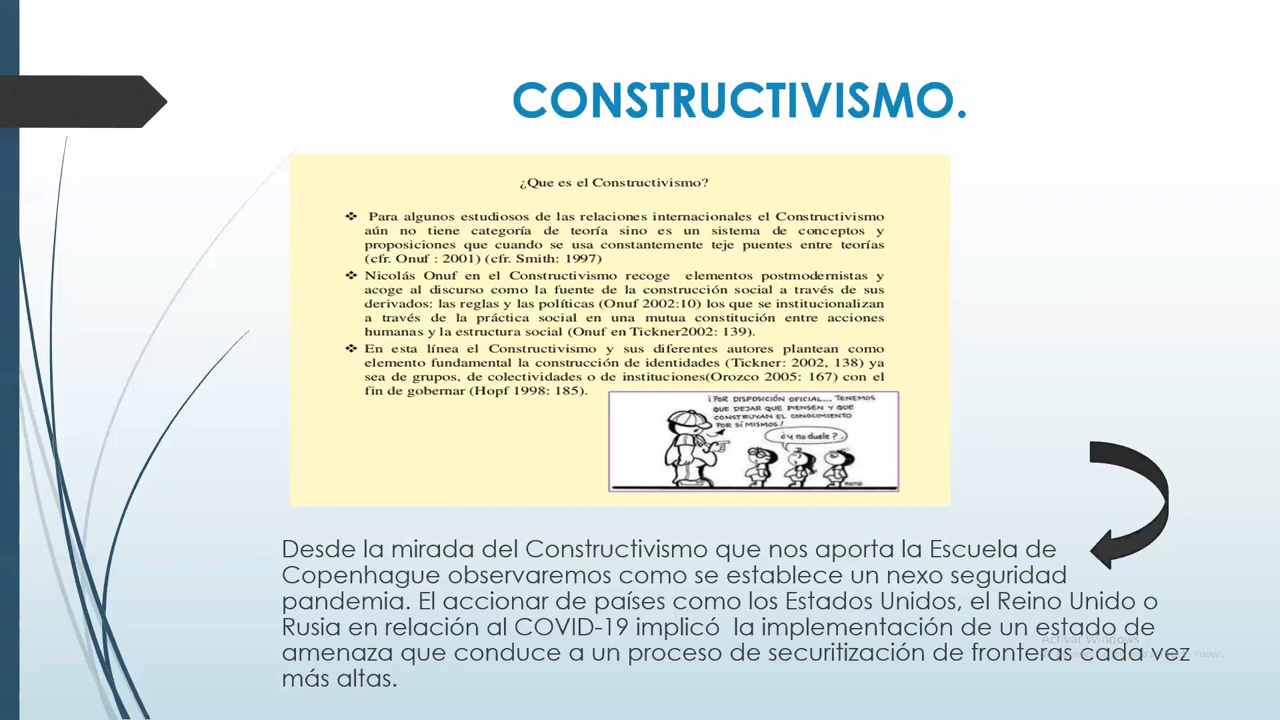 CONSTRUCTIVISMO.
¿Que es el Constructivismo?
❖ Para algunos estudiosos de las relaciones internacionales el Constructivismo
aún no tiene categoría de teoría sino es un sistema de conceptos y
proposiciones que cuando se usa constantemente teje puentes entre teorías
(cfr. Onuf : 2001) (cfr. Smith: 1997)
❖ Nicolás Onuf en el Constructivismo recoge elementos postmodernistas y
acoge al discurso como la fuente de la construcción social a través de sus
derivados: las reglas y las políticas (Onuf 2002:10) los que se institucionalizan
a través de la práctica social en una mutua constitución entre acciones
humanas y la estructura social (Onuf en Tickner2002: 139).
❖ En esta línea el Constructivismo y sus diferentes autores plantean como
elemento fundamental la construcción de identidades (Tickner: 2002, 138) ya
sea de grupos, de colectividades o de instituciones(Orozco 2005: 167) con el
fin de gobernar (Hopf 1998: 185).
¡POR DISPOSICIÓN OFICIAL... TENEMOS
QUE DEJAR QUE PIENSEN Y QUE
CONSTRUYAN EL CONOCIMIENTO
POR SÍ MISMOS!
¿y no duele?
Desde la mirada del Constructivismo que nos aporta la Escuela de
Copenhague observaremos como se establece un nexo seguridad
pandemia. El accionar de países como los Estados Unidos, el Reino Unido o
Rusia en relación al COVID-19 implicó la implementación de un estado de
amenaza que conduce a un proceso de securitización de fronteras cada vez
más altas.
Activar Windows